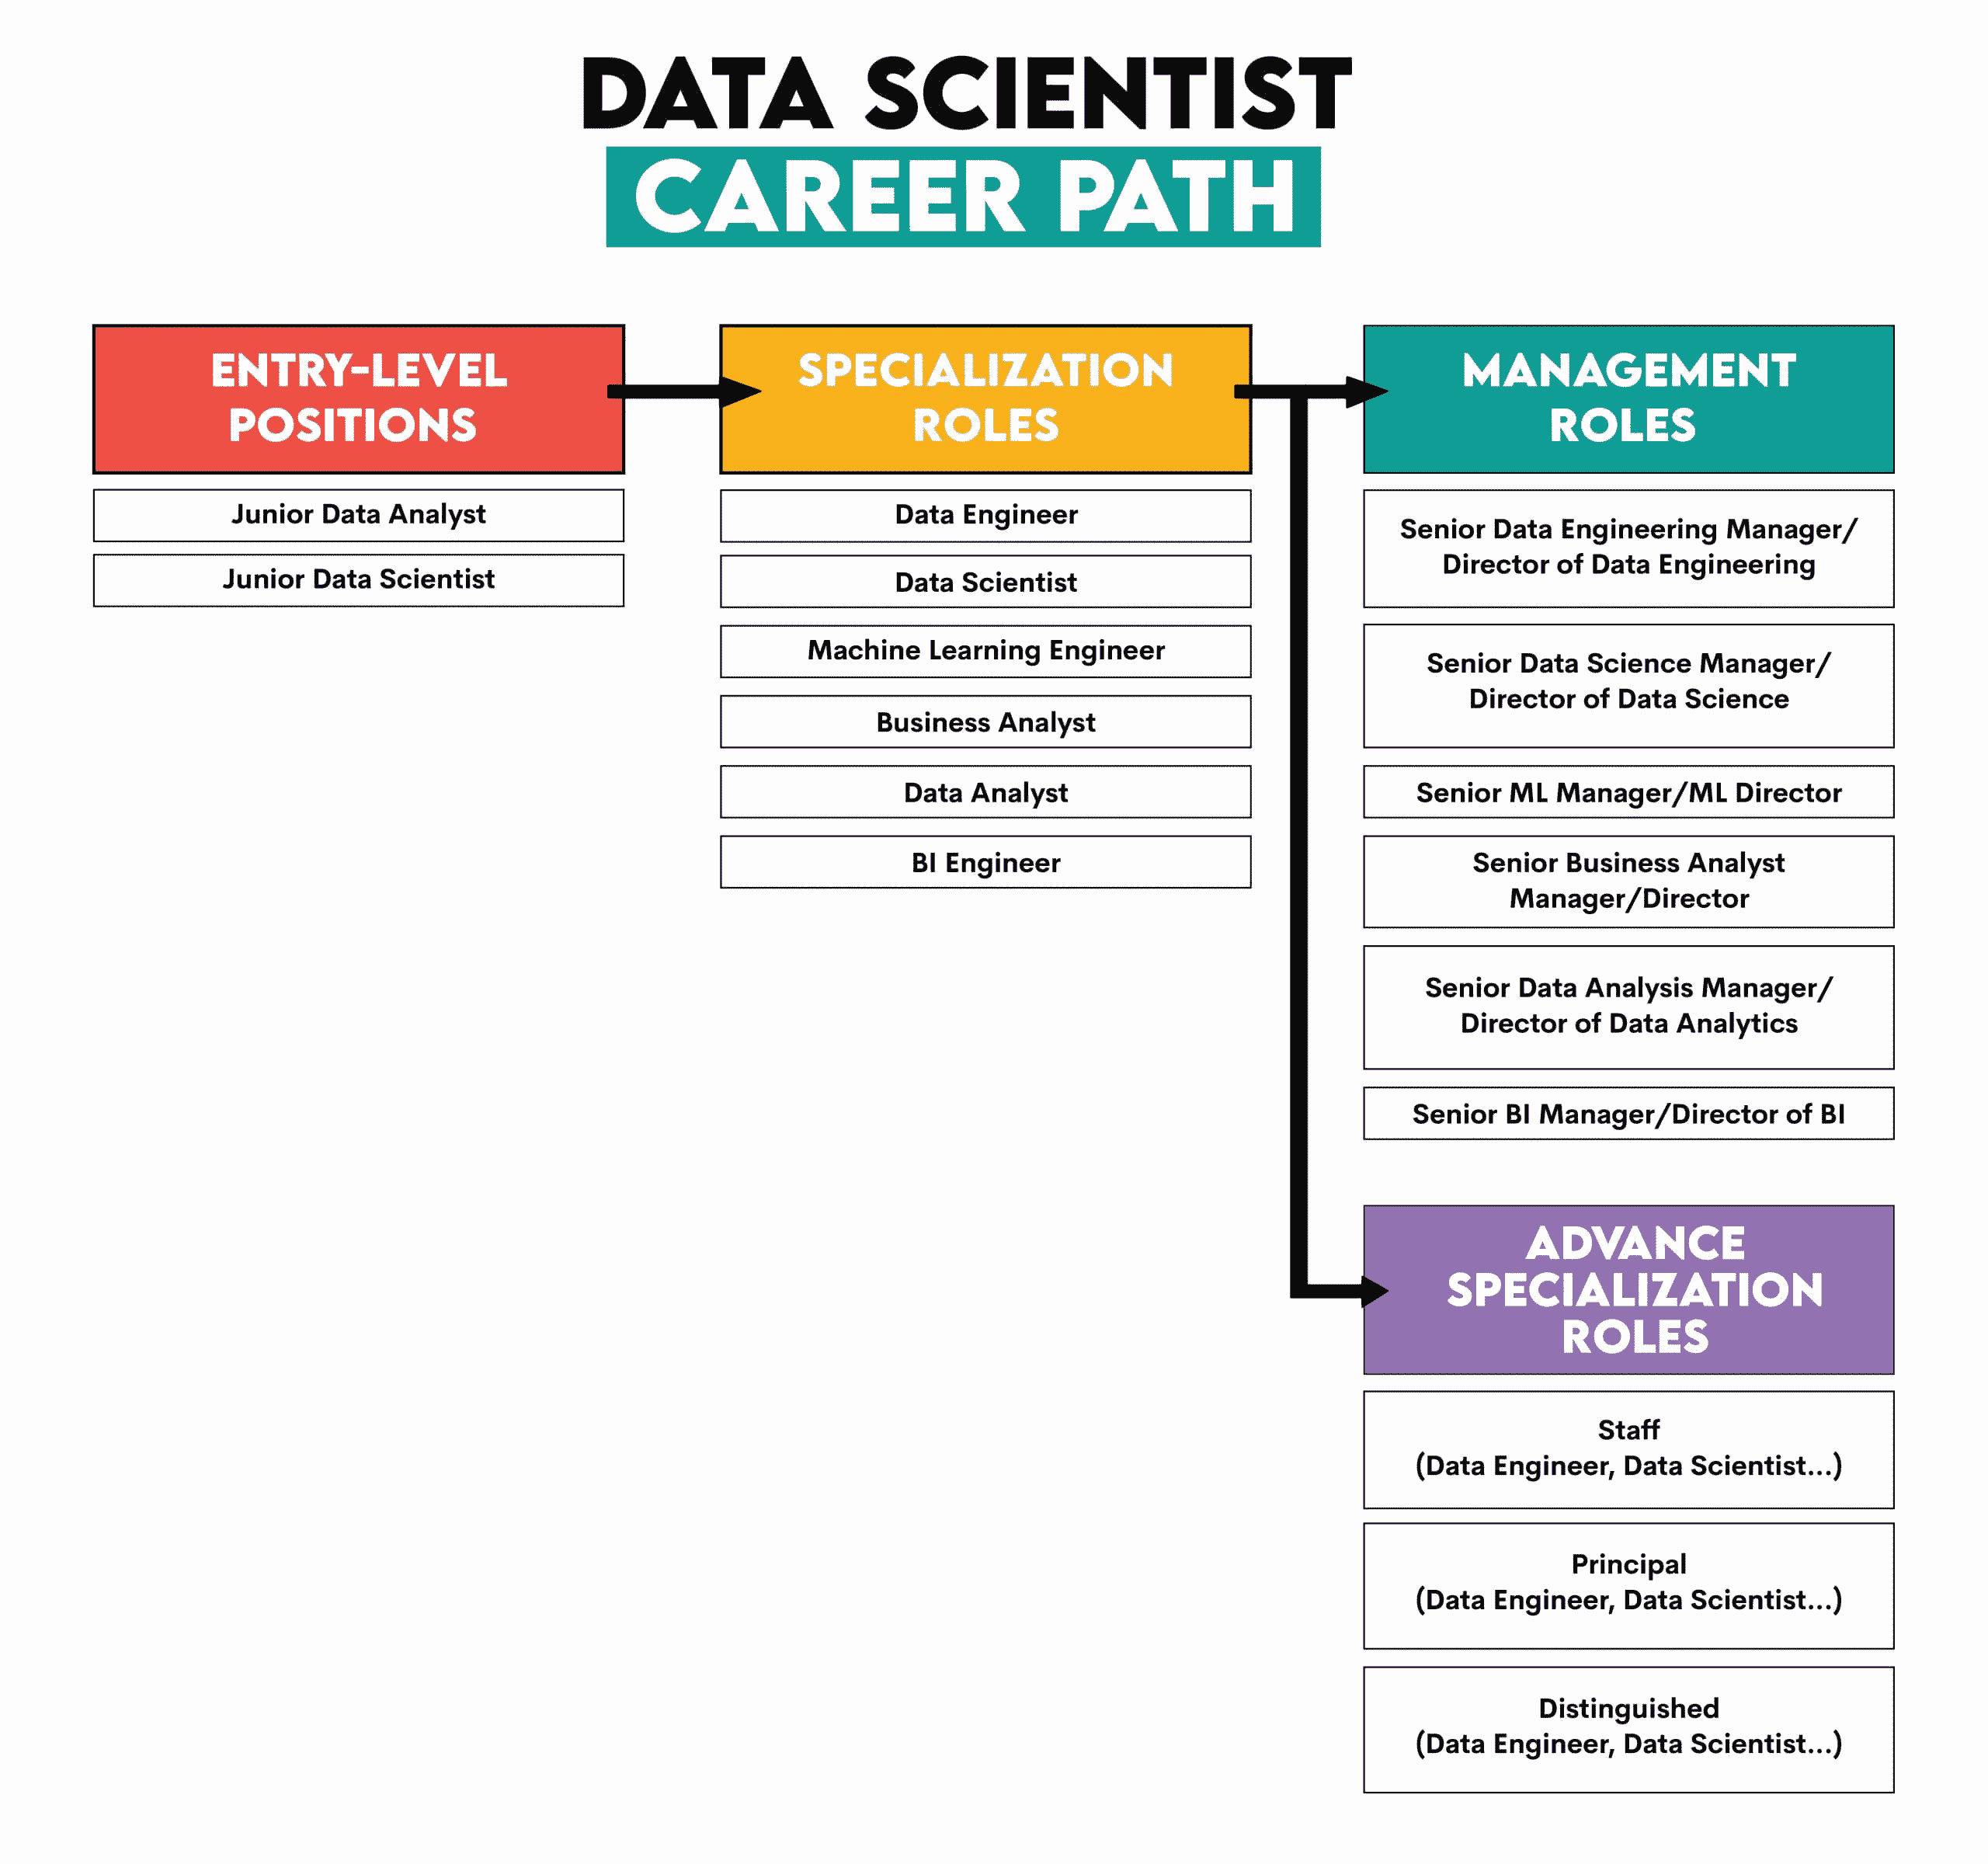 DATA SCIENTIST
CAREER PATH
ENTRY-LEVEL
POSITIONS
Junior Data Analyst
Junior Data Scientist
SPECIALIZATION
ROLES
Data Engineer
Data Scientist
Machine Learning Engineer
Business Analyst
Data Analyst
BI Engineer
MANAGEMENT
ROLES
Senior Data Engineering Manager/
Director of Data Engineering
Senior Data Science Manager/
Director of Data Science
Senior ML Manager/ML Director
Senior Business Analyst
Manager/Director
Senior Data Analysis Manager/
Director of Data Analytics
Senior BI Manager/Director of BI
ADVANCE
SPECIALIZATION
ROLES
Staff
(Data Engineer, Data Scientist...)
Principal
(Data Engineer, Data Scientist...)
Distinguished
(Data Engineer, Data Scientist...)